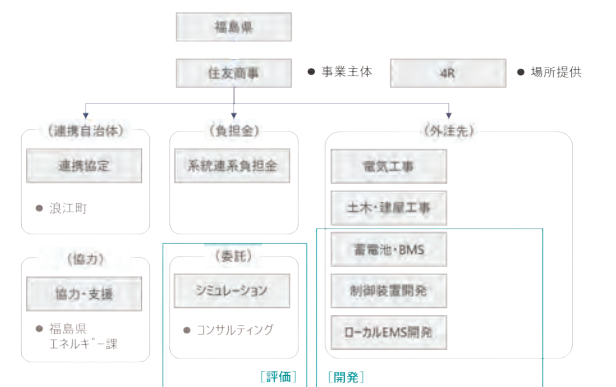 福島県
住友商事
● 事業主体
4R
● 場所提供
(連携自治体)
連携協定
● 浪江町
(負担金)
系統連系負担金
(外注先)
電気工事
土木・建屋工事
蓄電池・BMS
制御装置開発
ローカルEMS開発
(協力)
協力・支援
● 福島県
エネルギー課
(委託)
シミュレーション
● コンサルティング
[評価]
[開発]